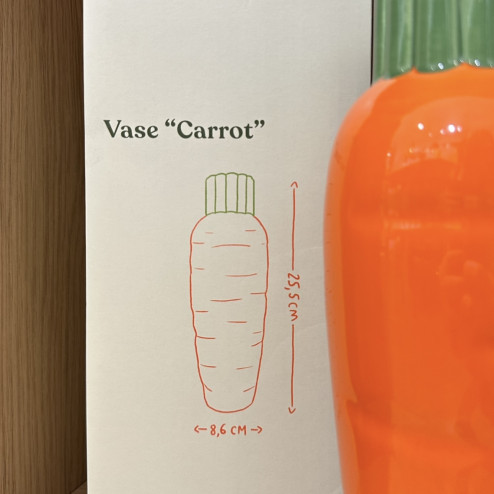 Vase “Carrot”
25,5 CM
8,6 CM